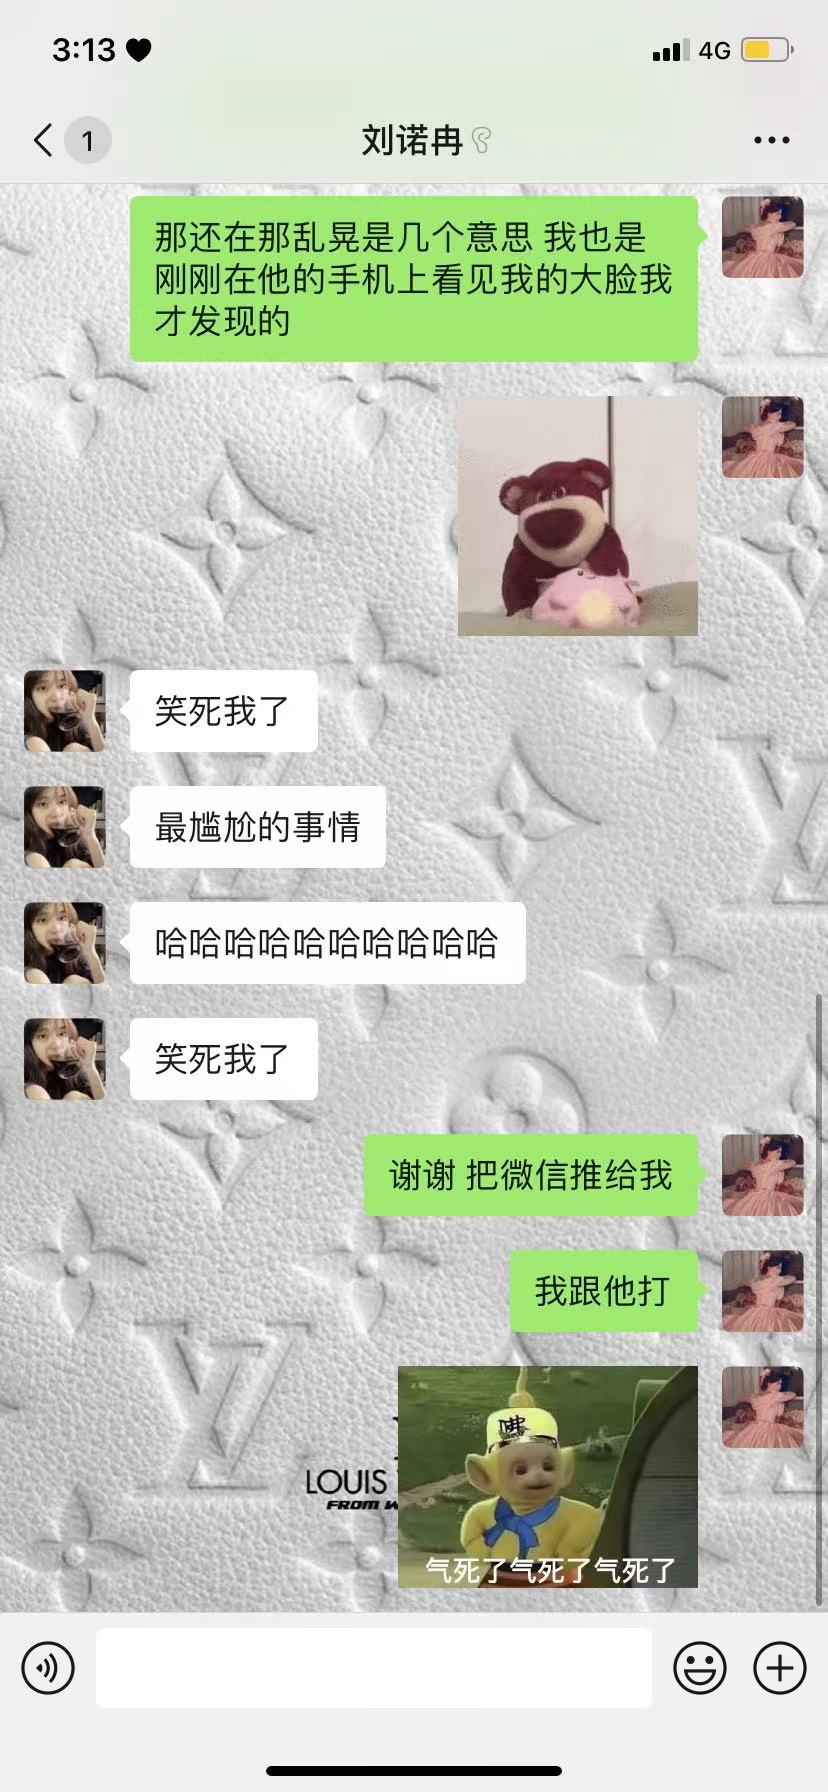 3:13
4G
1
刘诺冉
那还在那乱晃是几个意思 我也是
刚刚在他的手机上看见我的大脸我
才发现的
笑死我了
最尴尬的事情
哈哈哈哈哈哈哈哈哈哈
笑死我了
谢谢 把微信推给我
我跟他打
佛
LOUIS
FROM W
气死了气死了气死了